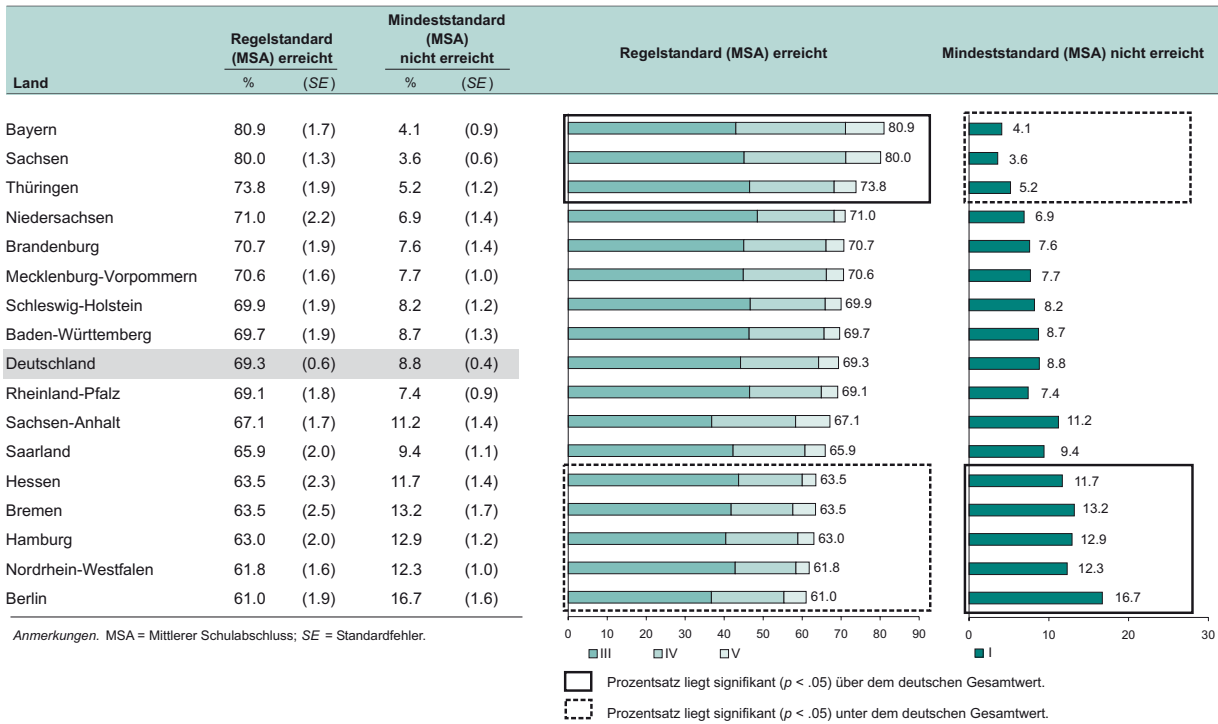 Land
Regelstandard
(MSA) erreicht
Mindeststandard
(MSA)
nicht erreicht
Regelstandard (MSA) erreicht
Mindeststandard (MSA) nicht erreicht
% (SE) % (SE)
Bayern 80.9 (1.7) 4.1 (0.9) 80.9 4.1
Sachsen 80.0 (1.3) 3.6 (0.6) 80.0 3.6
Thüringen 73.8 (1.9) 5.2 (1.2) 73.8 5.2
Niedersachsen 71.0 (2.2) 6.9 (1.4) 71.0 6.9
Brandenburg 70.7 (1.9) 7.6 (1.4) 70.7 7.6
Mecklenburg-Vorpommern 70.6 (1.6) 7.7 (1.0) 70.6 7.7
Schleswig-Holstein 69.9 (1.9) 8.2 (1.2) 69.9 8.2
Baden-Württemberg 69.7 (1.9) 8.7 (1.3) 69.7 8.7
Deutschland 69.3 (0.6) 8.8 (0.4) 69.3 8.8
Rheinland-Pfalz 69.1 (1.8) 7.4 (0.9) 69.1 7.4
Sachsen-Anhalt 67.1 (1.7) 11.2 (1.4) 67.1 11.2
Saarland 65.9 (2.0) 9.4 (1.1) 65.9 9.4
Hessen 63.5 (2.3) 11.7 (1.4) 63.5 11.7
Bremen 63.5 (2.5) 13.2 (1.7) 63.5 13.2
Hamburg 63.0 (2.0) 12.9 (1.2) 63.0 12.9
Nordrhein-Westfalen 61.8 (1.6) 12.3 (1.0) 61.8 12.3
Berlin 61.0 (1.9) 16.7 (1.6) 61.0 16.7
Anmerkungen. MSA = Mittlerer Schulabschluss; SE = Standardfehler.
0 10 20 30 40 50 60 70 80 90
0 10 20 30
III IV V
I
Prozentsatz liegt signifikant (p < .05) über dem deutschen Gesamtwert.
Prozentsatz liegt signifikant (p < .05) unter dem deutschen Gesamtwert.